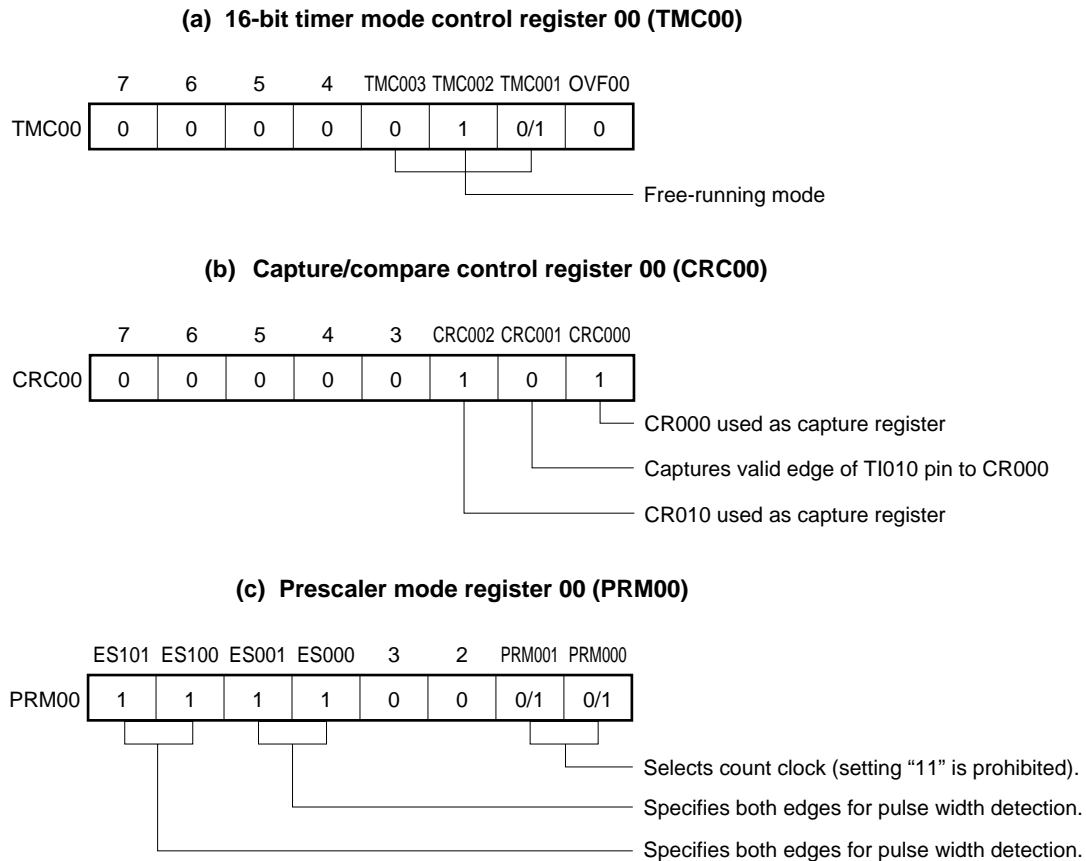 (a) 16-bit timer mode control register 00 (TMC00)
7 6 5 4 TMC003 TMC002 TMC001 OVF00
TMC00 0 0 0 0 0 1 0/1 0
Free-running mode
(b) Capture/compare control register 00 (CRC00)
7 6 5 4 3 CRC002 CRC001 CRC000
CRC00 0 0 0 0 0 1 0 1
CR000 used as capture register
Captures valid edge of TI010 pin to CR000
CR010 used as capture register
(c) Prescaler mode register 00 (PRM00)
ES101 ES100 ES001 ES000 3 2 PRM001 PRM000
PRM00 1 1 1 1 0 0 0/1 0/1
Selects count clock (setting “11” is prohibited).
Specifies both edges for pulse width detection.
Specifies both edges for pulse width detection.